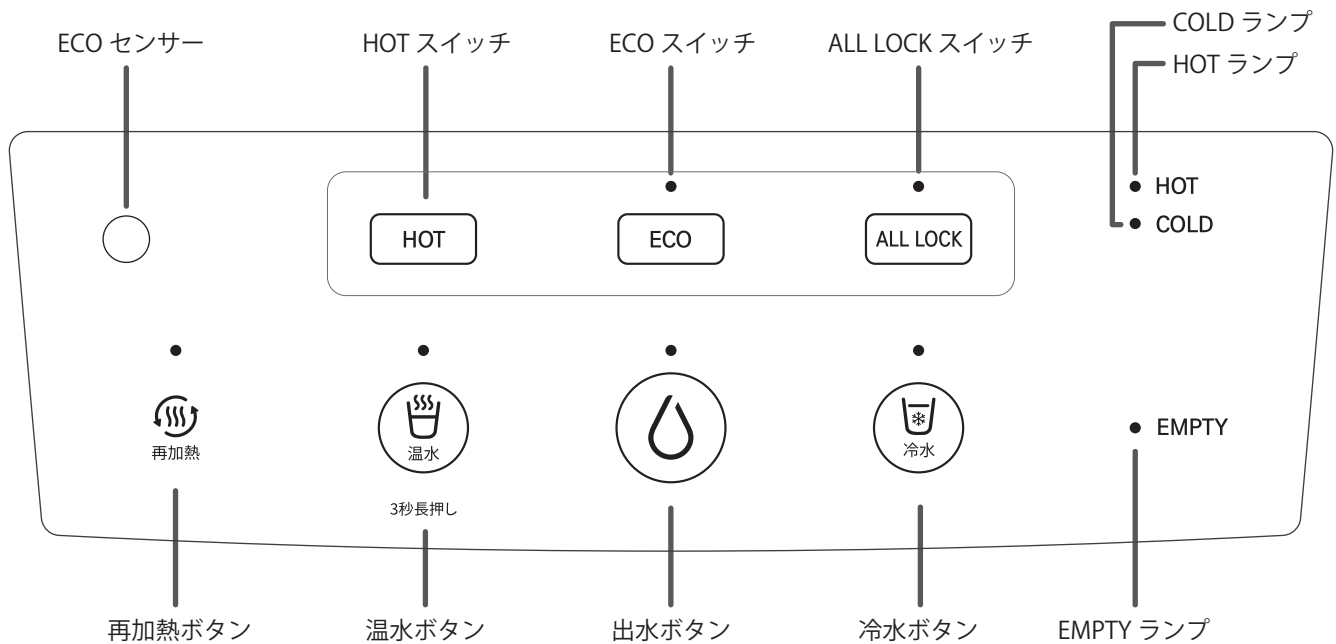 COLD ランプ
ECO センサー
HOT スイッチ
ECO スイッチ
ALL LOCK スイッチ
HOT ランプ
HOT
COLD
HOT
ECO
ALL LOCK
再加熱
温水
冷水
EMPTY
3秒長押し
再加熱ボタン
温水ボタン
出水ボタン
冷水ボタン
EMPTY ランプ